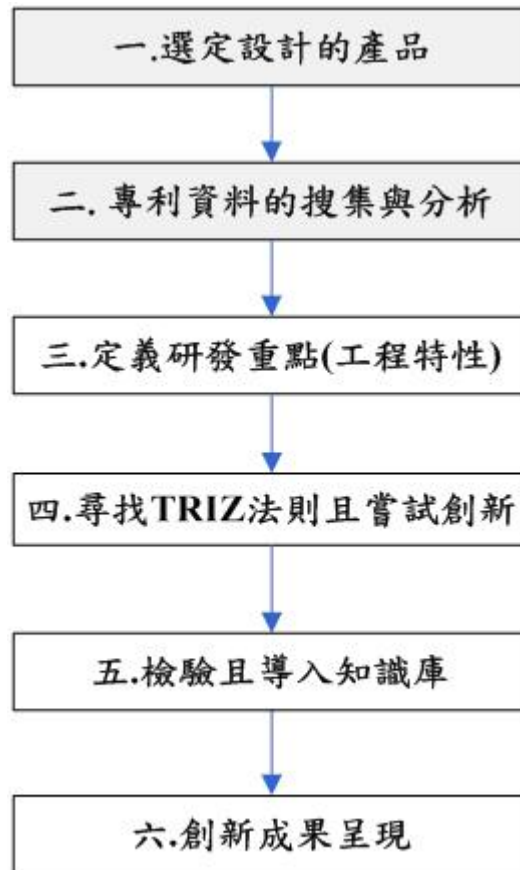 一.選定設計的產品
二. 專利資料的搜集與分析
三.定義研發重點(工程特性)
四.尋找TRIZ法則且嘗試創新
五.檢驗且導入知識庫
六.創新成果呈現